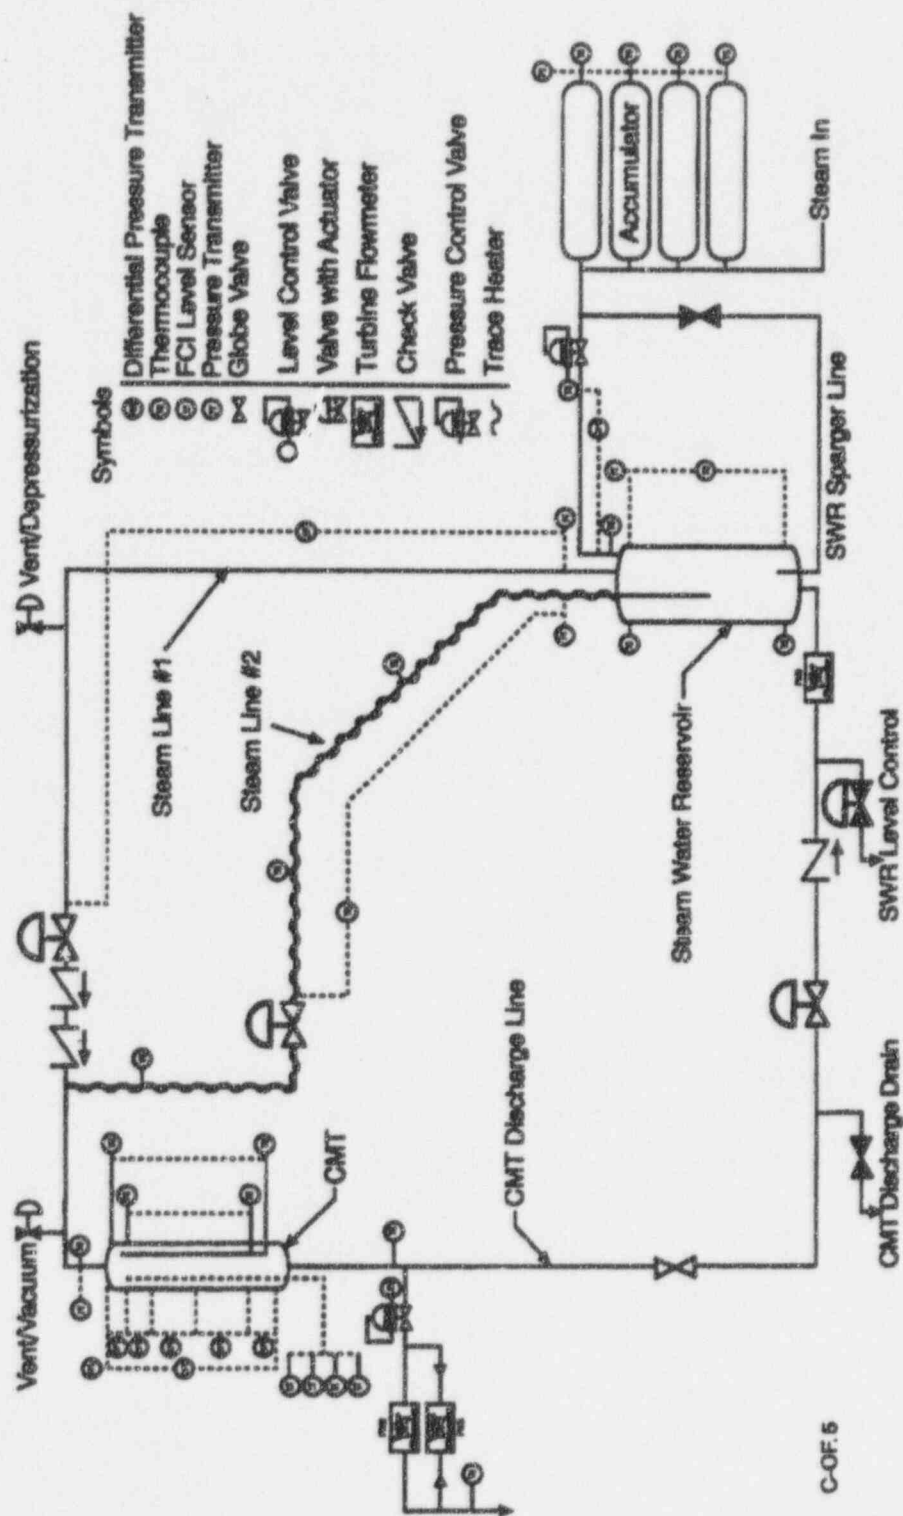 Symbols
Differential Pressure Transmitter
Thermocouple
FCI Level Sensor
Pressure Transmitter
Globe Valve
Level Control Valve
Valve with Actuator
Turbine Flowmeter
Check Valve
Pressure Control Valve
Trace Heater
Vent/Vacuum
Vent/Depressurization
Steam Line #1
Steam Line #2
CMT
CMT Discharge Line
Steam Water Reservoir
Accumulator
Steam In
SWR Sparger Line
SWR Level Control
CMT Discharge Drain
C-OF.5